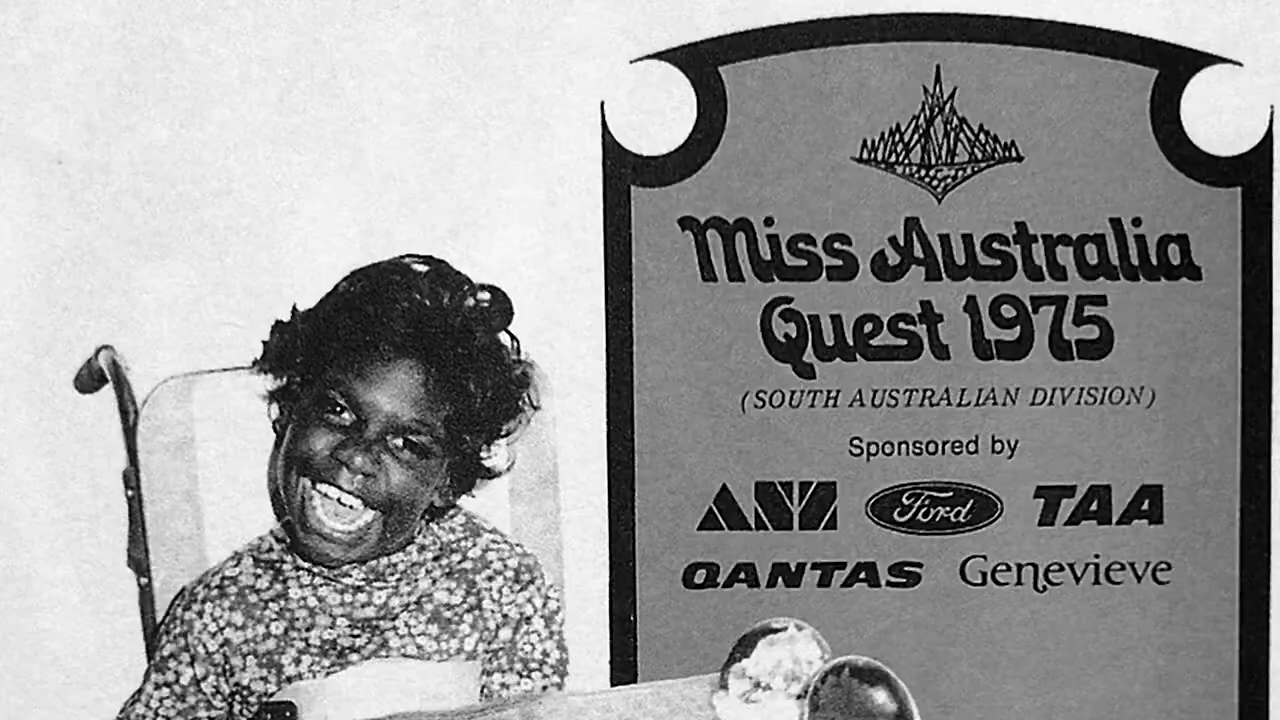 Miss Australia
Quest 1975
(SOUTH AUSTRALIAN DIVISION)
Sponsored by
ANZ Ford TAA
QANTAS Genevieve